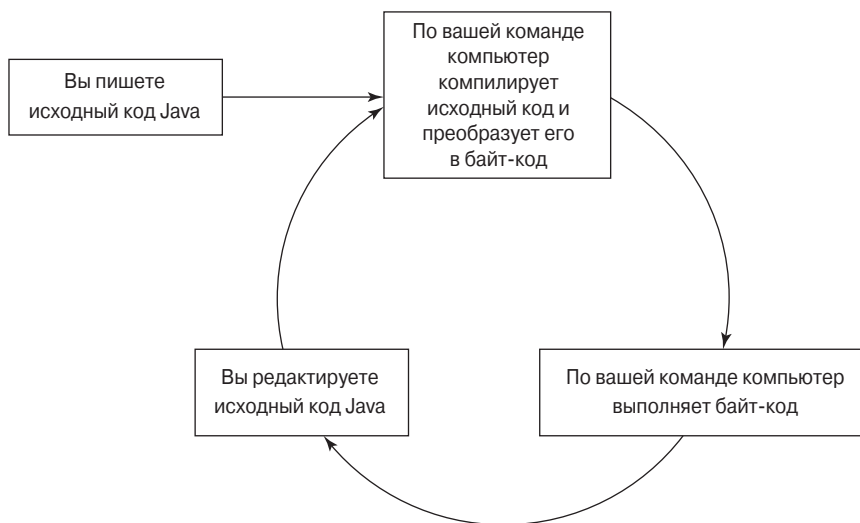 Вы пишете
исходный код Java
По вашей команде
компьютер
компилирует
исходный код и
преобразует его
в байт-код
Вы редактируете
исходный код Java
По вашей команде компьютер
выполняет байт-код